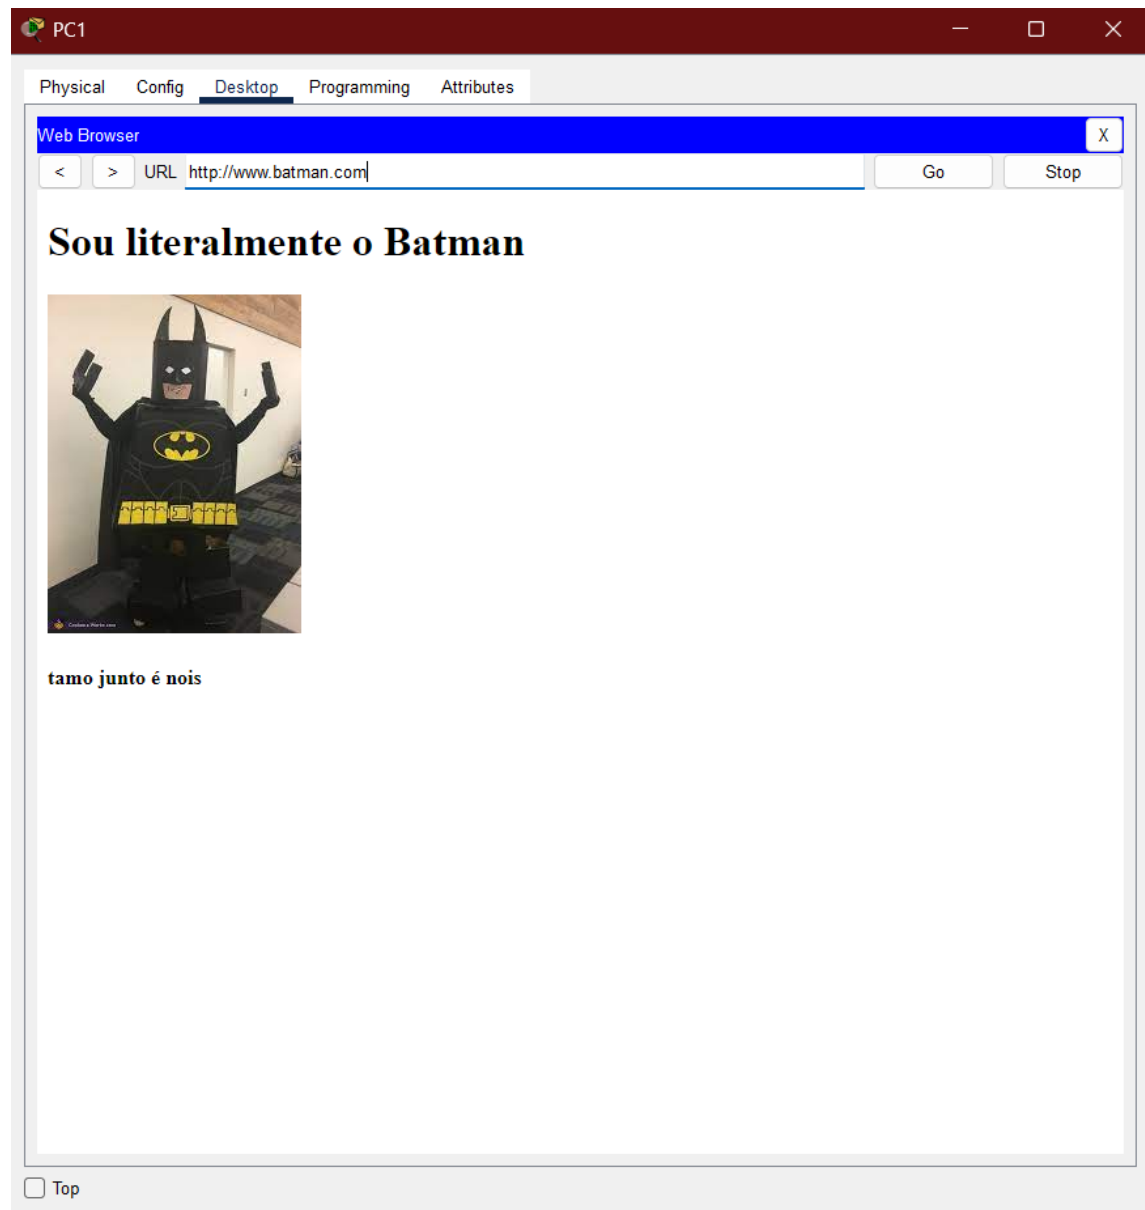 PC1
Physical Config Desktop Programming Attributes
Web Browser X
< > URL http://www.batman.com Go Stop
Sou literalmente o Batman
tamo junto é nois
Top